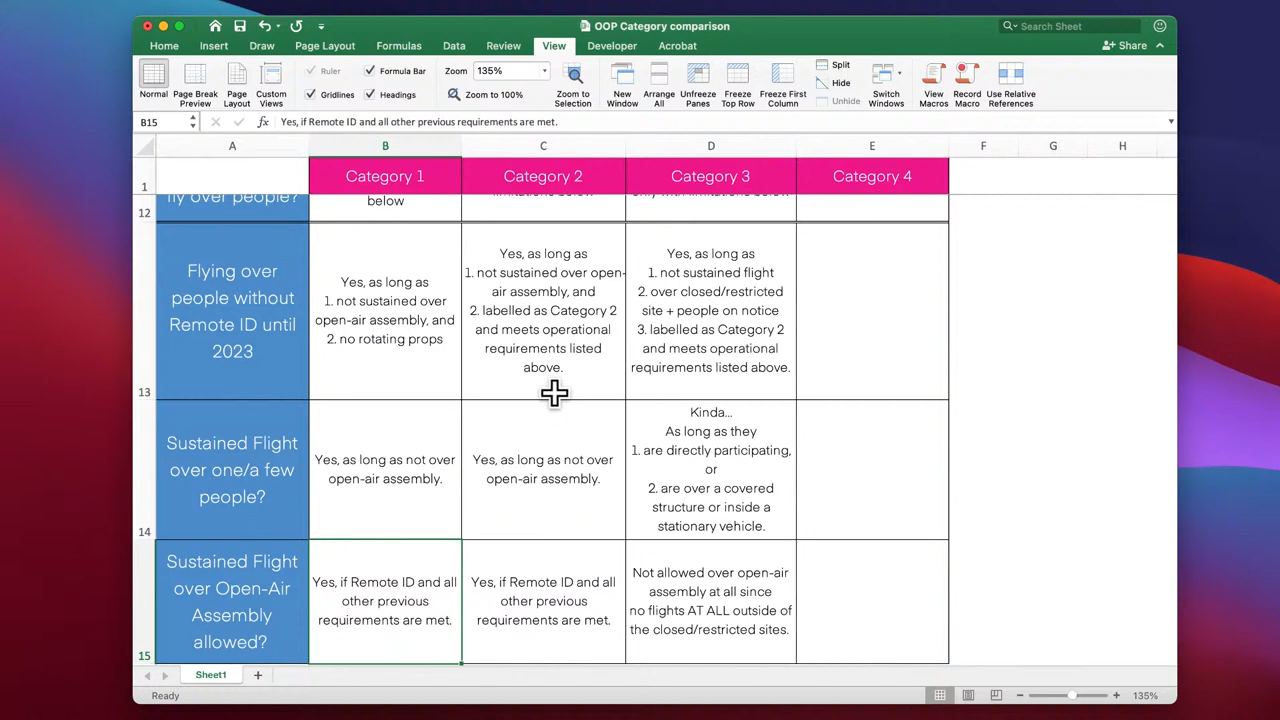 OOP Category comparison
Search Sheet
Home Insert Draw Page Layout Formulas Data Review View Developer Acrobat
Share
Normal
Page Break Preview
Page Layout
Custom Views
Ruler
Formula Bar
Gridlines
Headings
Zoom 135%
Zoom to 100%
Zoom to Selection
New Window
Arrange All
Unfreeze Panes
Freeze Top Row
Freeze First Column
Split
Hide
Unhide
Switch Windows
View Macros
Record Macro
Use Relative References
B15
fx Yes, if Remote ID and all other previous requirements are met.
A B C D E F G H
1 Category 1 Category 2 Category 3 Category 4
12
fly over people?
below
limitations below
only with limitations below
13
Flying over
people without
Remote ID until
2023
Yes, as long as
1. not sustained over
open-air assembly, and
2. no rotating props
Yes, as long as
1. not sustained over open-
air assembly, and
2. labelled as Category 2
and meets operational
requirements listed
above.
Yes, as long as
1. not sustained flight
2. over closed/restricted
site + people on notice
3. labelled as Category 2
and meets operational
requirements listed above.
14
Sustained Flight
over one/a few
people?
Yes, as long as not over
open-air assembly.
Yes, as long as not over
open-air assembly.
Kinda...
As long as they
1. are directly participating,
or
2. are over a covered
structure or inside a
stationary vehicle.
15
Sustained Flight
over Open-Air
Assembly
allowed?
Yes, if Remote ID and all
other previous
requirements are met.
Yes, if Remote ID and all
other previous
requirements are met.
Not allowed over open-air
assembly at all since
no flights AT ALL outside of
the closed/restricted sites.
Sheet1
Ready
135%